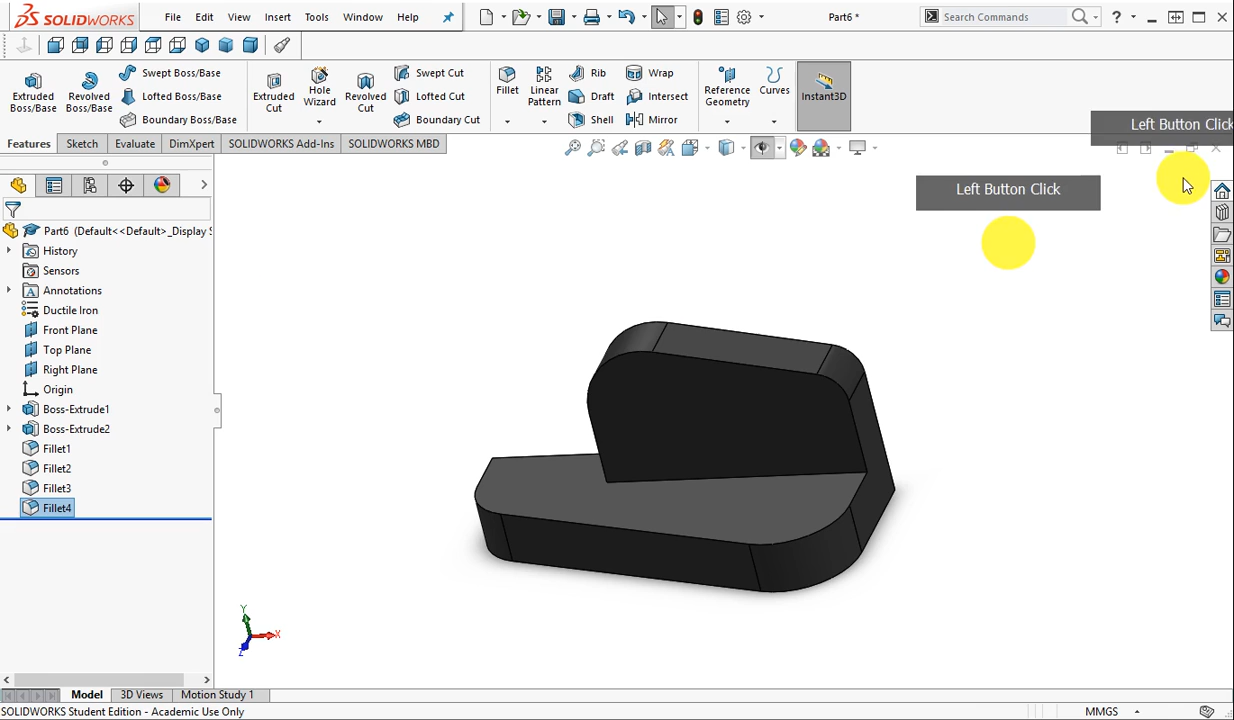 SOLIDWORKS File Edit View Insert Tools Window Help Part6 * Search Commands ?
Extruded Boss/Base
Revolved Boss/Base
Swept Boss/Base
Lofted Boss/Base
Boundary Boss/Base
Extruded Cut
Hole Wizard
Revolved Cut
Swept Cut
Lofted Cut
Boundary Cut
Fillet
Linear Pattern
Rib
Draft
Shell
Wrap
Intersect
Mirror
Reference Geometry
Curves
Instant3D
Left Button Click
Features Sketch Evaluate DimXpert SOLIDWORKS Add-Ins SOLIDWORKS MBD
Left Button Click
Part6 (Default<<Default>_Display S
History
Sensors
Annotations
Ductile Iron
Front Plane
Top Plane
Right Plane
Origin
Boss-Extrude1
Boss-Extrude2
Fillet1
Fillet2
Fillet3
Fillet4
Y
X
Z
Model 3D Views Motion Study 1
SOLIDWORKS Student Edition - Academic Use Only MMGS